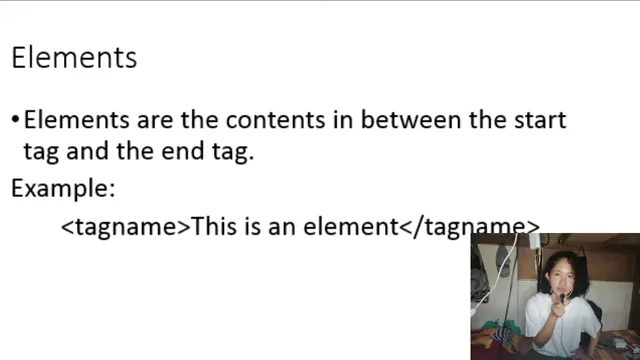 Elements
•Elements are the contents in between the start
tag and the end tag.
Example:
<tagname>This is an element</tagname>